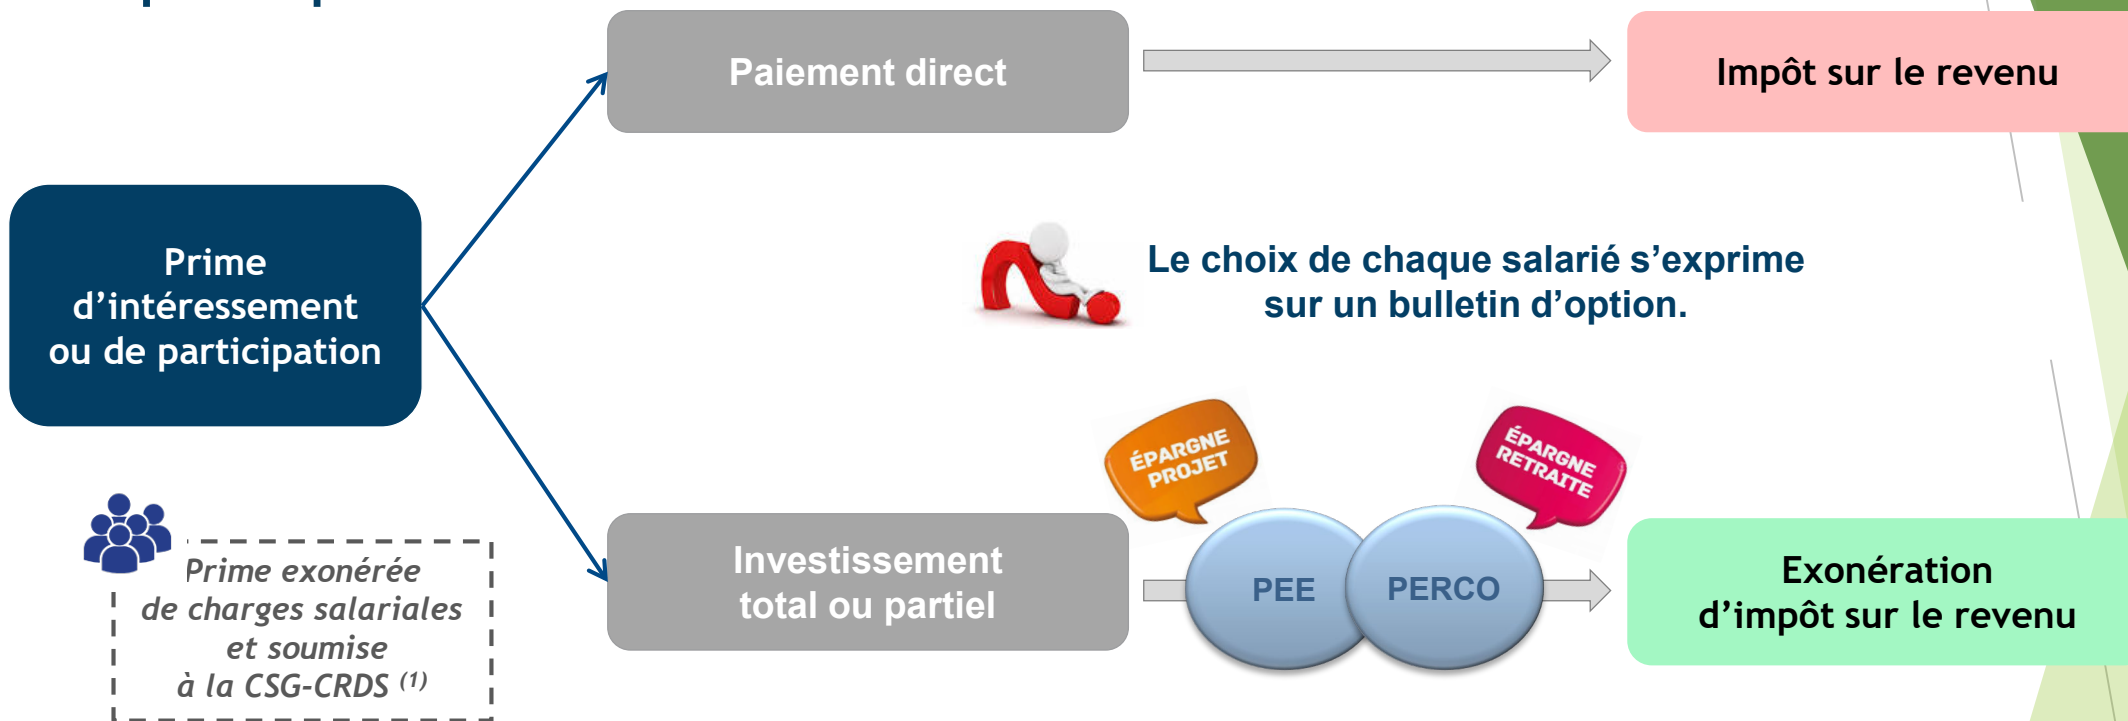 Paiement direct
Impôt sur le revenu
Prime
d’intéressement
ou de participation
Le choix de chaque salarié s’exprime
sur un bulletin d’option.
ÉPARGNE
PROJET
ÉPARGNE
RETRAITE
Prime exonérée
de charges salariales
et soumise
à la CSG-CRDS (1)
Investissement
total ou partiel
PEE
PERCO
Exonération
d’impôt sur le revenu